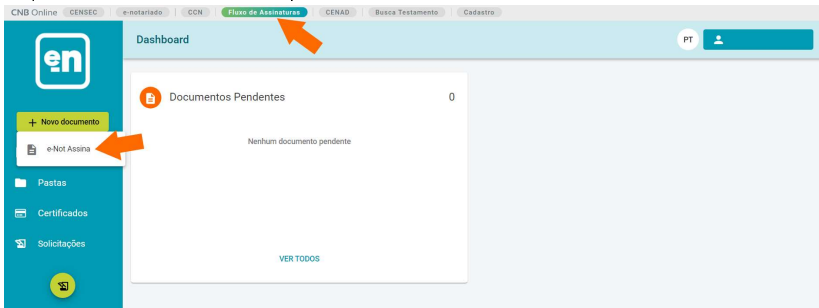 CNB Online CENSEC e-notariado CCN Fluxo de Assinaturas CENAD Busca Testamento Cadastro
en
Dashboard
PT
Documentos Pendentes 0
+ Novo documento
e-Not Assina
Nenhum documento pendente
Pastas
Certificados
Solicitações
VER TODOS